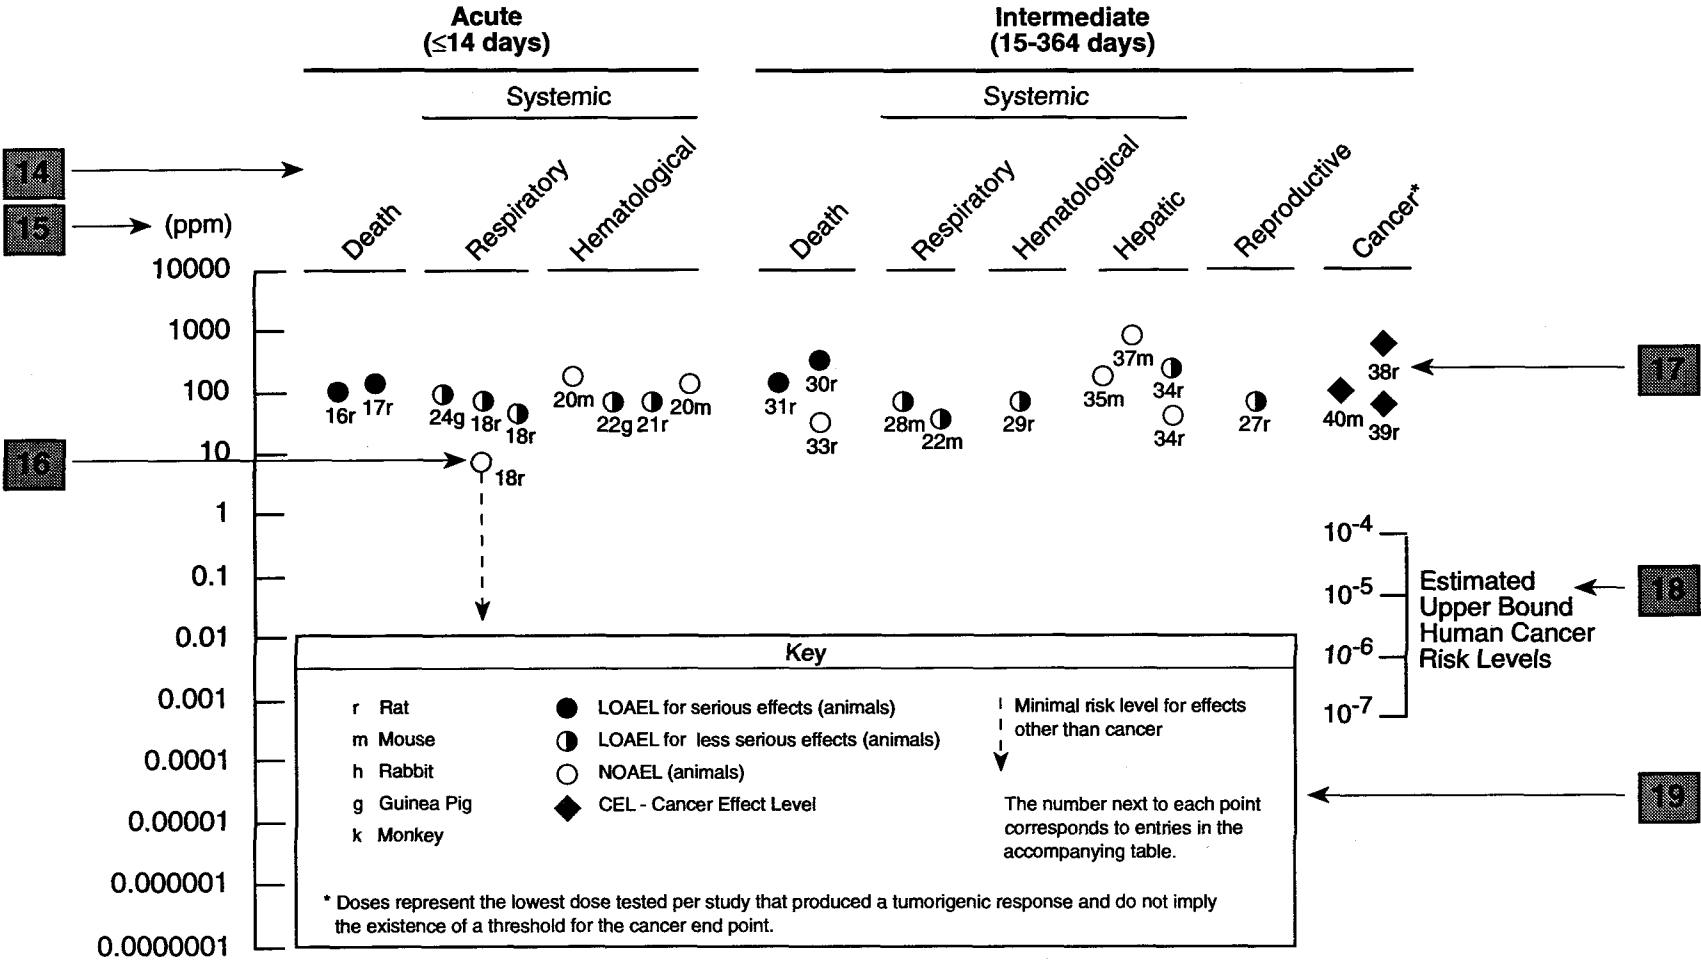 Acute
(≤14 days)
Intermediate
(15-364 days)
Systemic
Systemic
14
15
(ppm)
Death
Respiratory
Hematological
Death
Respiratory
Hematological
Hepatic
Reproductive
Cancer*
10000
1000
100
10
1
0.1
0.01
0.001
0.0001
0.00001
0.000001
0.0000001
16r
17r
24g
18r
18r
18r
20m
22g
21r
20m
31r
30r
33r
28m
22m
29r
37m
35m
34r
34r
27r
38r
40m
39r
16
17
10-4
10-5
10-6
10-7
Estimated
Upper Bound
Human Cancer
Risk Levels
18
Key
r Rat
m Mouse
h Rabbit
g Guinea Pig
k Monkey
LOAEL for serious effects (animals)
LOAEL for less serious effects (animals)
NOAEL (animals)
CEL - Cancer Effect Level
Minimal risk level for effects
other than cancer
The number next to each point
corresponds to entries in the
accompanying table.
19
* Doses represent the lowest dose tested per study that produced a tumorigenic response and do not imply
the existence of a threshold for the cancer end point.